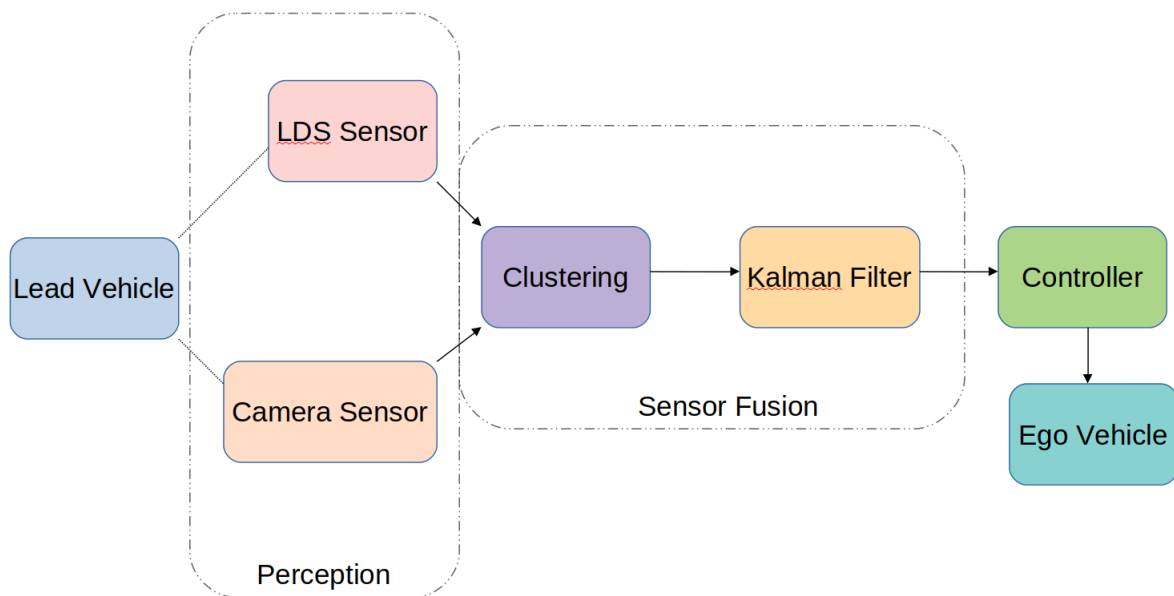 LDS Sensor
Lead Vehicle
Camera Sensor
Perception
Clustering
Kalman Filter
Sensor Fusion
Controller
Ego Vehicle